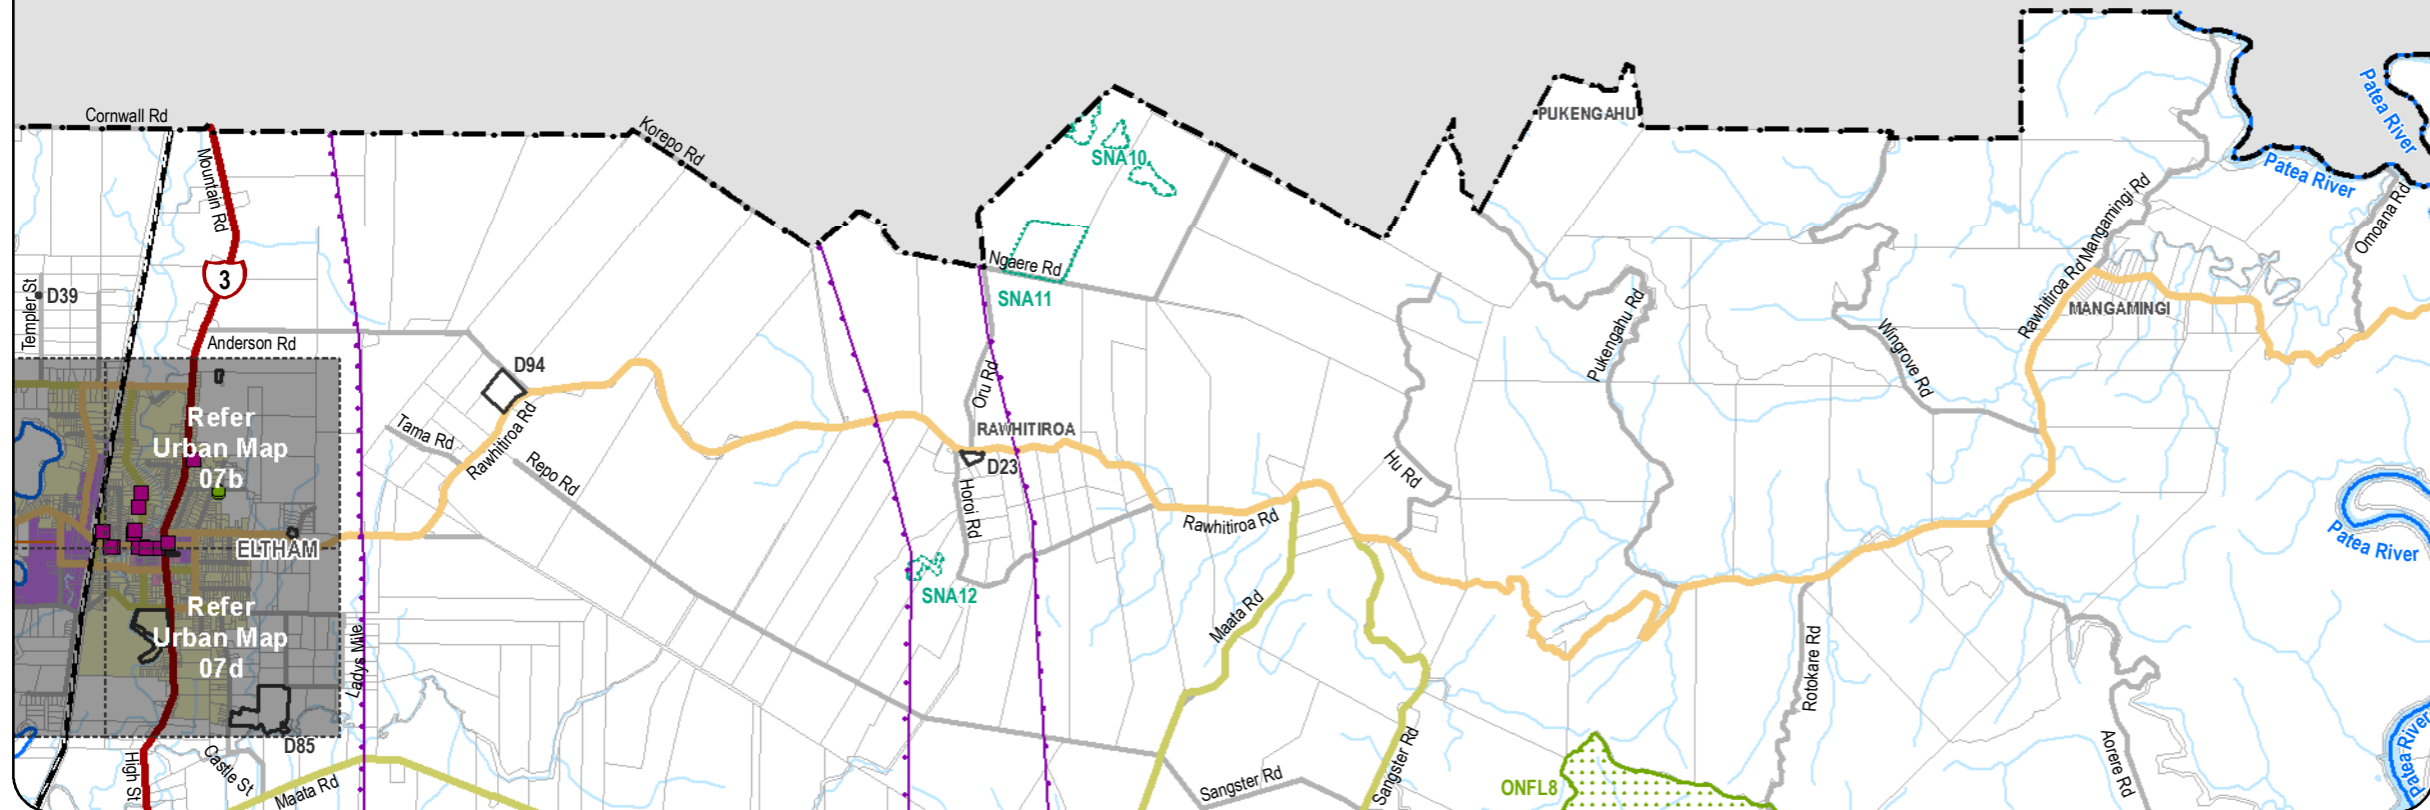 Cornwall Rd
Korepo Rd
PUKENGAHU
Patea River
SNA10
Patea River
Mountain Rd
Mangamingi Rd
Omoana Rd
Ngaere Rd
3
Templer St
D39
SNA11
Rawhitiroa Rd
MANGAMINGI
Anderson Rd
Pukengahu Rd
Wingrove Rd
D94
Oru Rd
Refer
Urban Map
07b
Tama Rd
Rawhitiroa Rd
RAWHITIROA
Repo Rd
D23
Hu Rd
Horoi Rd
Rawhitiroa Rd
Patea River
ELTHAM
SNA12
Maata Rd
Refer
Urban Map
07d
Ladys Mile
Rotokare Rd
D85
High St
Castle St
Maata Rd
Sangster Rd
Sangster Rd
ONFL8
Aorere Rd
Patea River